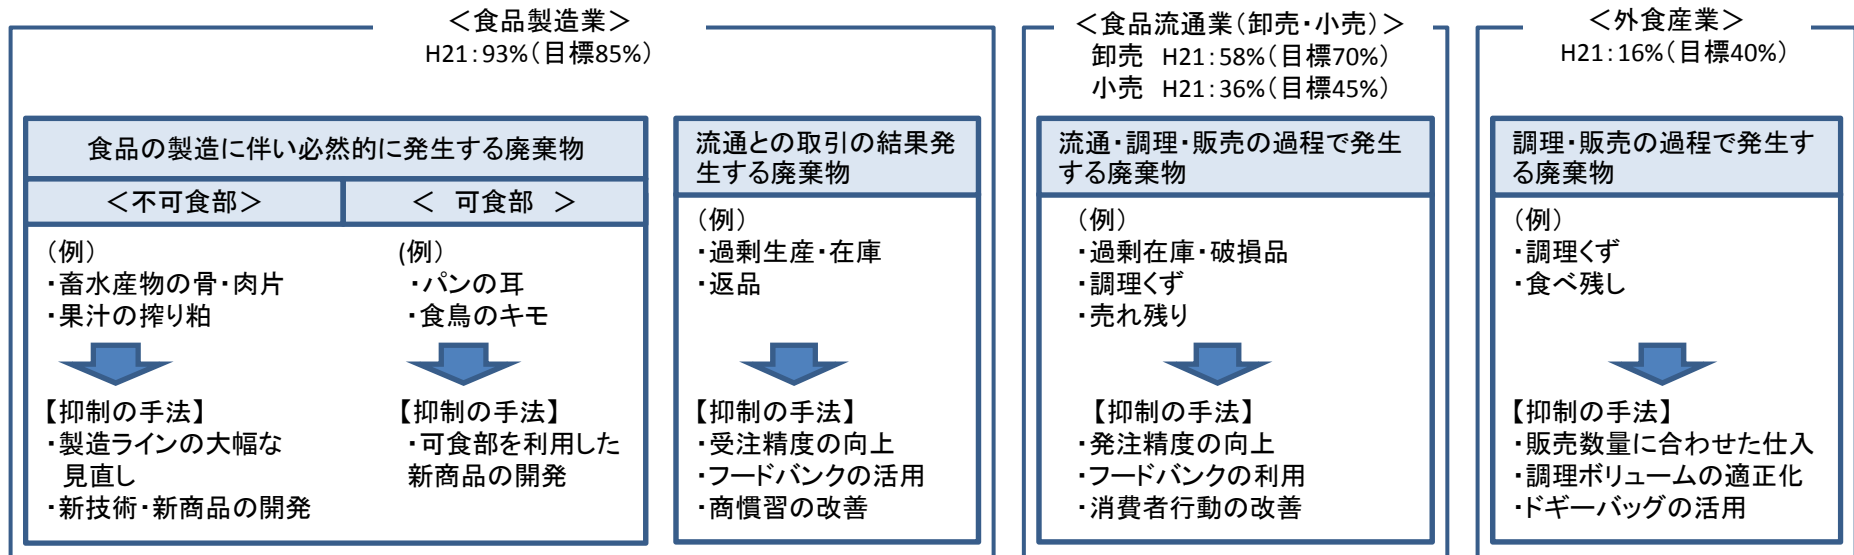 ＜食品製造業＞
H21：93%（目標85%）
食品の製造に伴い必然的に発生する廃棄物
＜不可食部＞
（例）
・畜水産物の骨・肉片
・果汁の搾り粕
【抑制の手法】
・製造ラインの大幅な
見直し
・新技術・新商品の開発
＜ 可食部 ＞
(例）
・パンの耳
・食鳥のキモ
【抑制の手法】
・可食部を利用した
新商品の開発
流通との取引の結果発
生する廃棄物
（例）
・過剰生産・在庫
・返品
【抑制の手法】
・受注精度の向上
・フードバンクの活用
・商慣習の改善
＜食品流通業（卸売・小売）＞
卸売 H21：58%（目標70%）
小売 H21：36%（目標45%）
流通・調理・販売の過程で発生
する廃棄物
（例）
・過剰在庫・破損品
・調理くず
・売れ残り
【抑制の手法】
・発注精度の向上
・フードバンクの利用
・消費者行動の改善
＜外食産業＞
H21：16%（目標40%）
調理・販売の過程で発生す
る廃棄物
（例）
・調理くず
・食べ残し
【抑制の手法】
・販売数量に合わせた仕入
・調理ボリュームの適正化
・ドギーバッグの活用